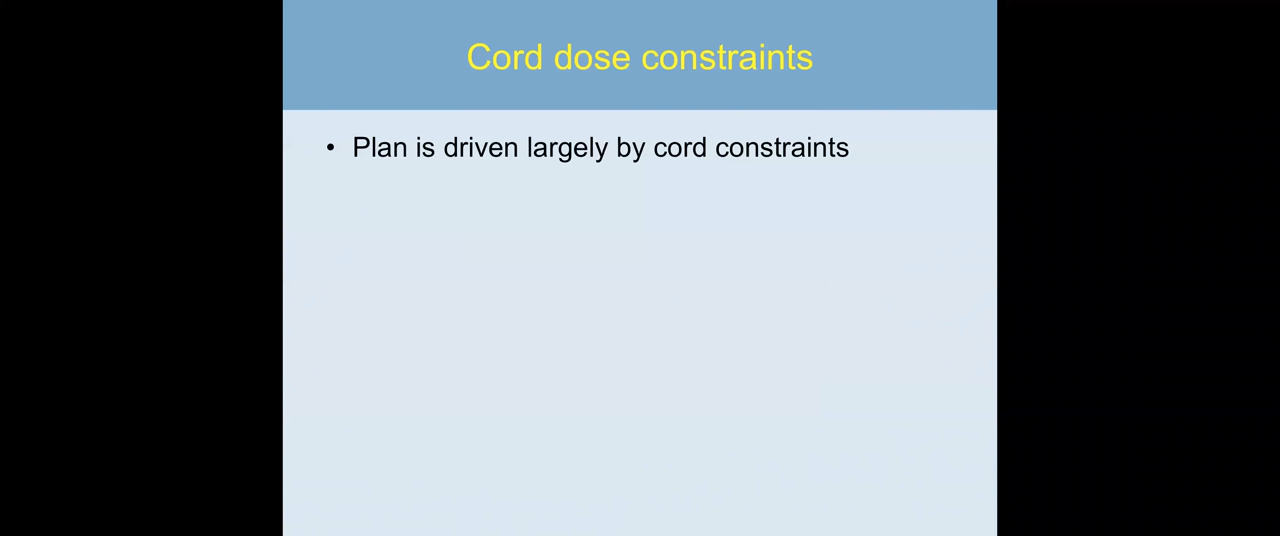 Cord dose constraints
• Plan is driven largely by cord constraints